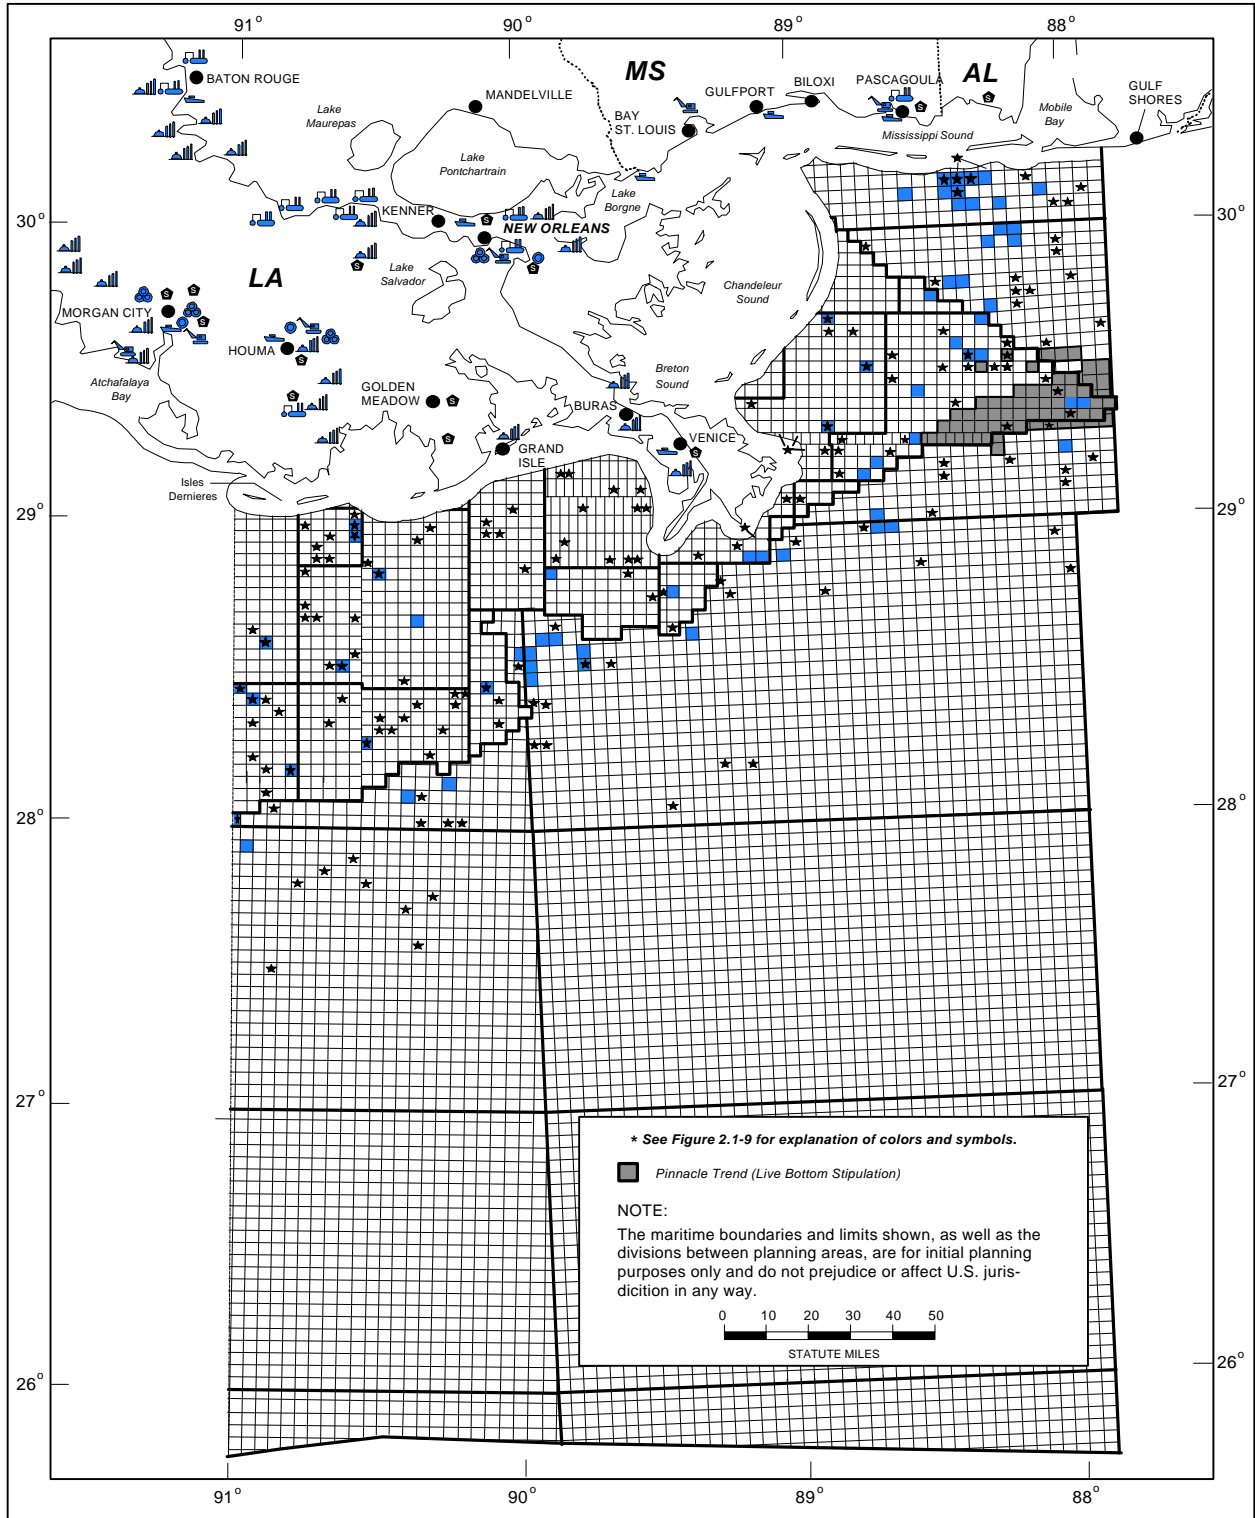 91°
90°
89°
88°
MS
AL
BATON ROUGE
MANDELVILLE
GULFPORT
BILOXI
PASCAGOULA
GULF
SHORES
Lake
Maurepas
BAY
ST. LOUIS
Mobile
Bay
Mississippi Sound
Lake
Pontchartrain
Lake
Borgne
30°
30°
KENNER
NEW ORLEANS
LA
Lake
Salvador
Chandeleur
Sound
MORGAN CITY
HOUMA
Atchafalaya
Bay
GOLDEN
MEADOW
Breton
Sound
BURAS
VENICE
GRAND
ISLE
Isles
Dernieres
29°
29°
28°
28°
27°
27°
* See Figure 2.1-9 for explanation of colors and symbols.
Pinnacle Trend (Live Bottom Stipulation)
NOTE:
The maritime boundaries and limits shown, as well as the
divisions between planning areas, are for initial planning
purposes only and do not prejudice or affect U.S. juris-
dicition in any way.
0 10 20 30 40 50
STATUTE MILES
26°
26°
91°
90°
89°
88°